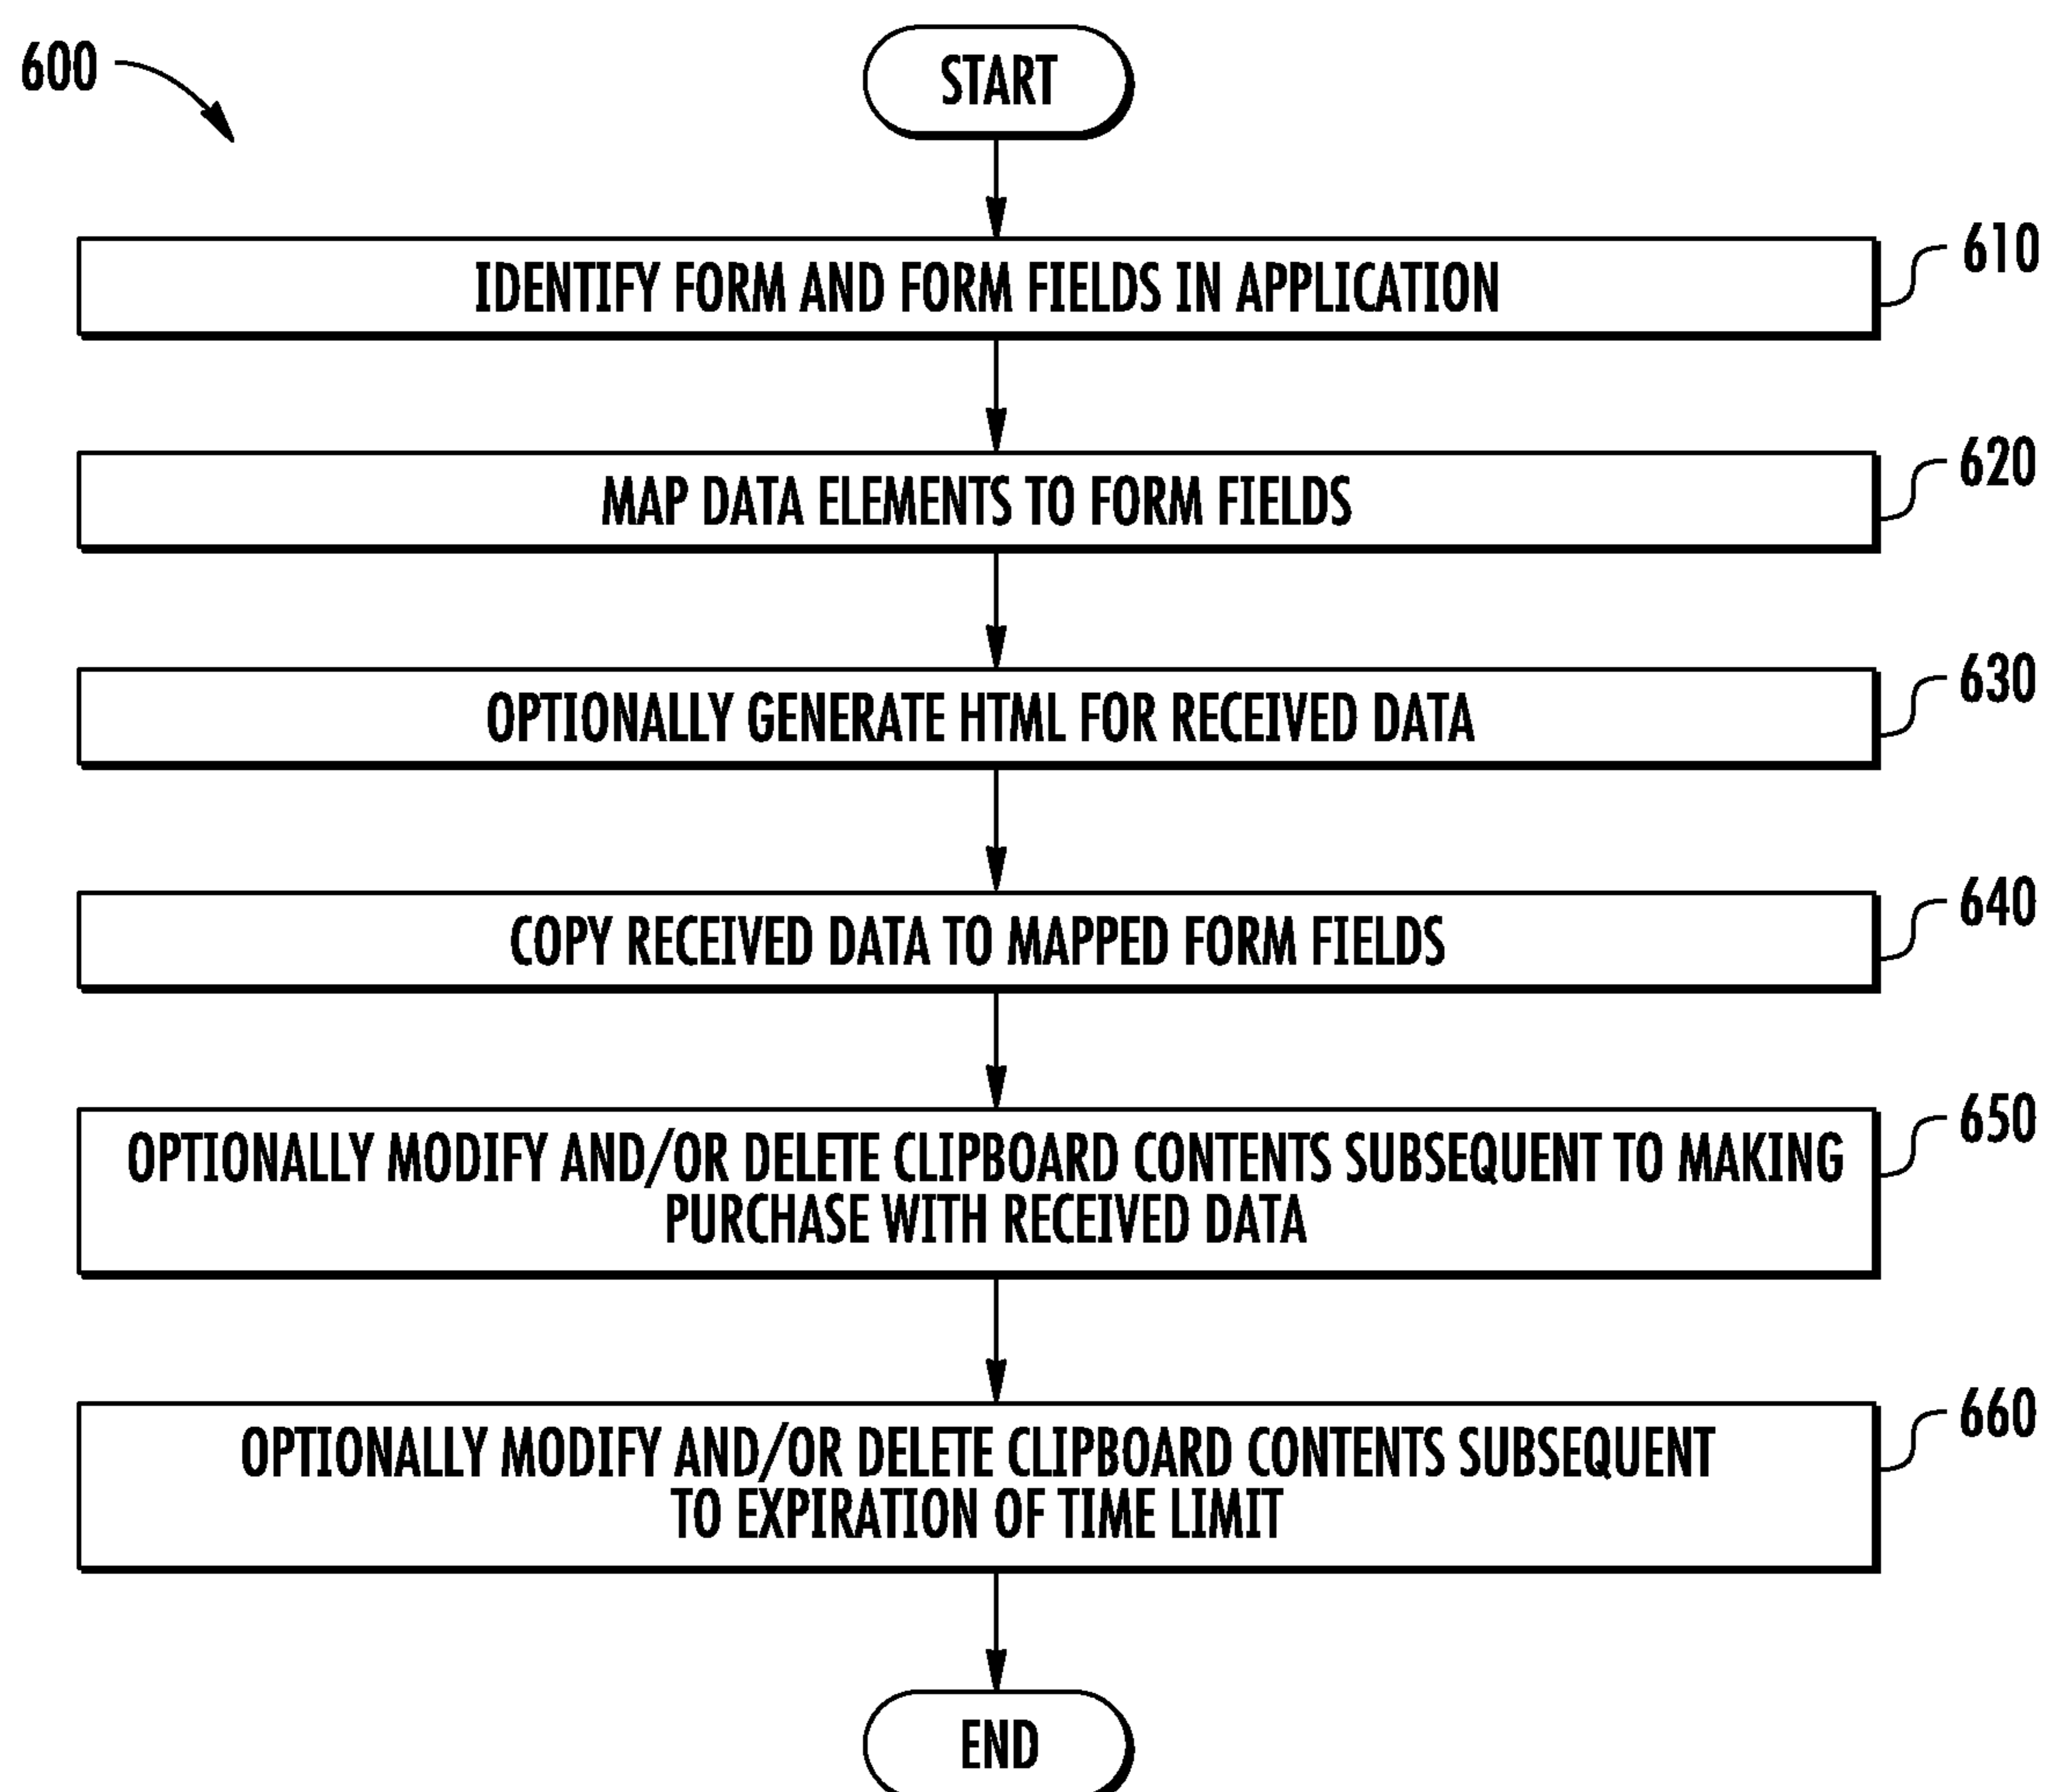 600
START
IDENTIFY FORM AND FORM FIELDS IN APPLICATION
610
MAP DATA ELEMENTS TO FORM FIELDS
620
OPTIONALLY GENERATE HTML FOR RECEIVED DATA
630
COPY RECEIVED DATA TO MAPPED FORM FIELDS
640
OPTIONALLY MODIFY AND/OR DELETE CLIPBOARD CONTENTS SUBSEQUENT TO MAKING
PURCHASE WITH RECEIVED DATA
650
OPTIONALLY MODIFY AND/OR DELETE CLIPBOARD CONTENTS SUBSEQUENT
TO EXPIRATION OF TIME LIMIT
660
END